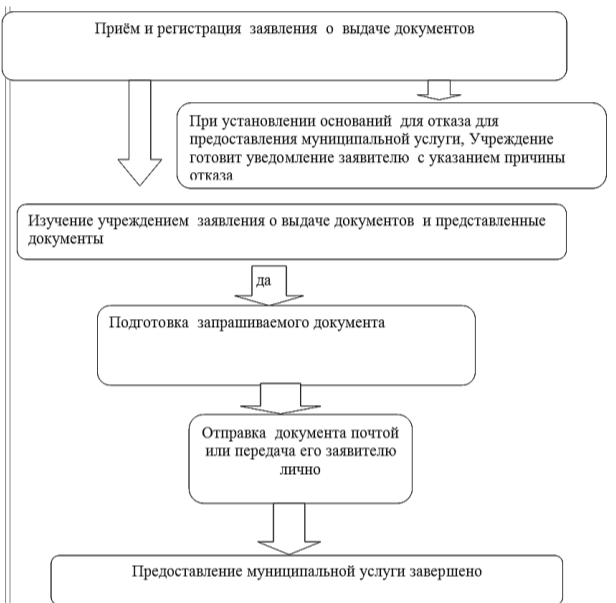 Приём и регистрация заявления о выдаче документов
При установлении оснований для отказа для
предоставления муниципальной услуги, Учреждение
готовит уведомление заявителю с указанием причины
отказа
Изучение учреждением заявления о выдаче документов и представленные
документы
да
Подготовка запрашиваемого документа
Отправка документа почтой
или передача его заявителю
лично
Предоставление муниципальной услуги завершено